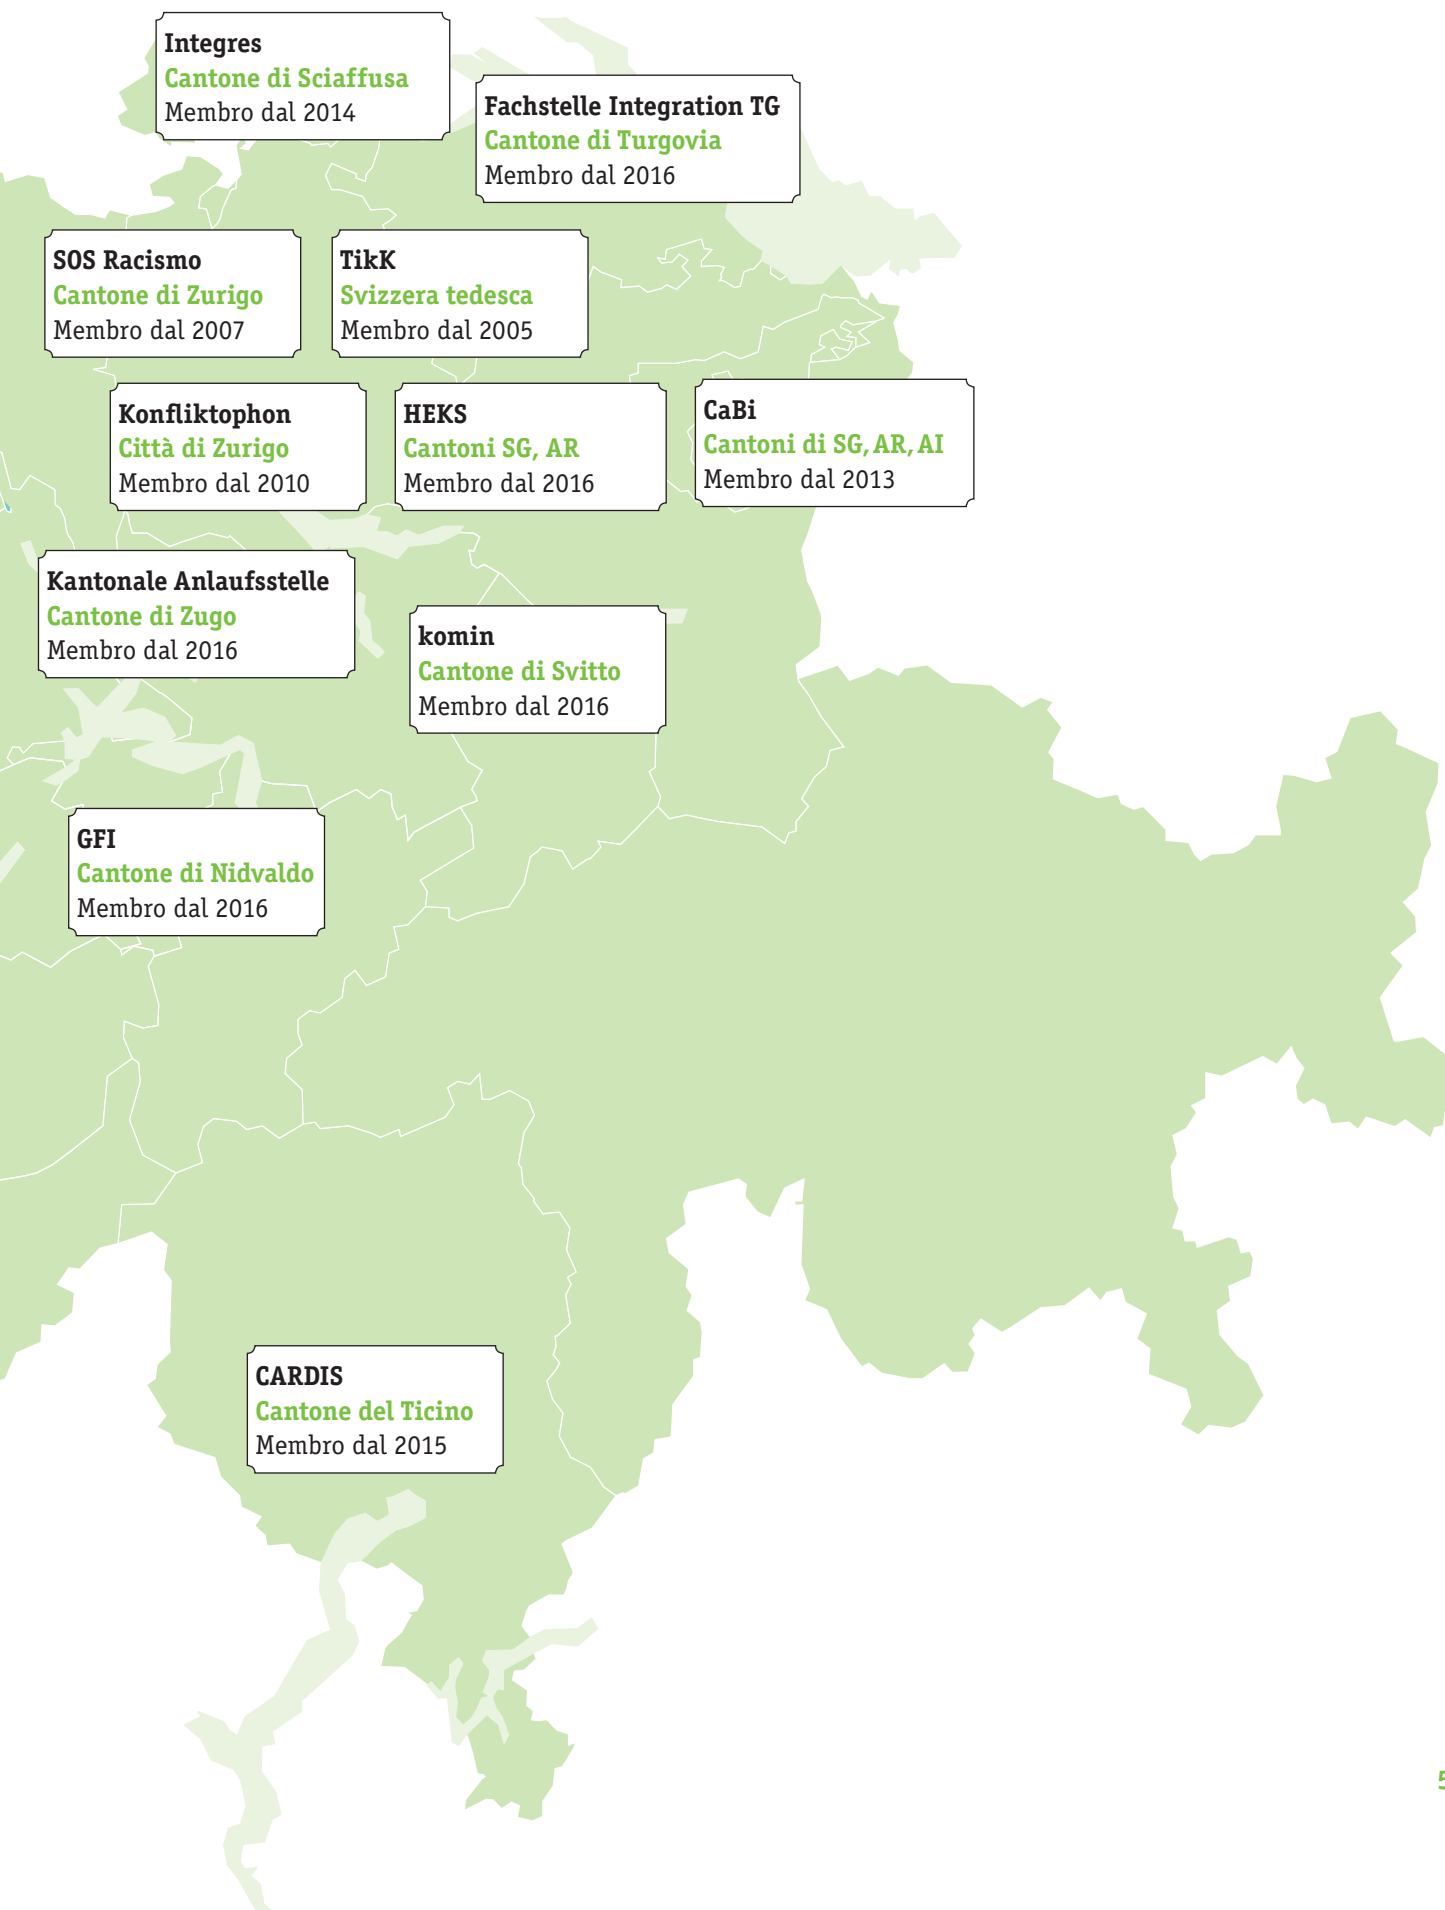 Integres
Cantone di Sciaffusa
Membro dal 2014
Fachstelle Integration TG
Cantone di Turgovia
Membro dal 2016
SOS Racismo
Cantone di Zurigo
Membro dal 2007
TikK
Svizzera tedesca
Membro dal 2005
Konfliktophon
Città di Zurigo
Membro dal 2010
HEKS
Cantoni SG, AR
Membro dal 2016
CaBi
Cantoni di SG, AR, AI
Membro dal 2013
Kantonale Anlaufsstelle
Cantone di Zugo
Membro dal 2016
komin
Cantone di Svitto
Membro dal 2016
GFI
Cantone di Nidvaldo
Membro dal 2016
CARDIS
Cantone del Ticino
Membro dal 2015
5